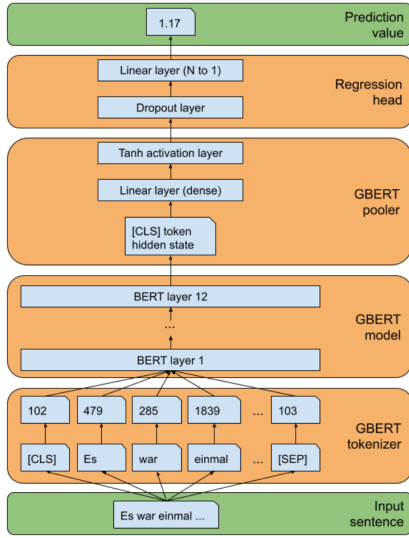 1.17
Prediction
value
Linear layer (N to 1)
Dropout layer
Regression
head
Tanh activation layer
Linear layer (dense)
[CLS] token
hidden state
GBERT
pooler
BERT layer 12
...
BERT layer 1
GBERT
model
102 479 285 1839 ... 103
[CLS] Es war einmal ... [SEP]
GBERT
tokenizer
Es war einmal ...
Input
sentence